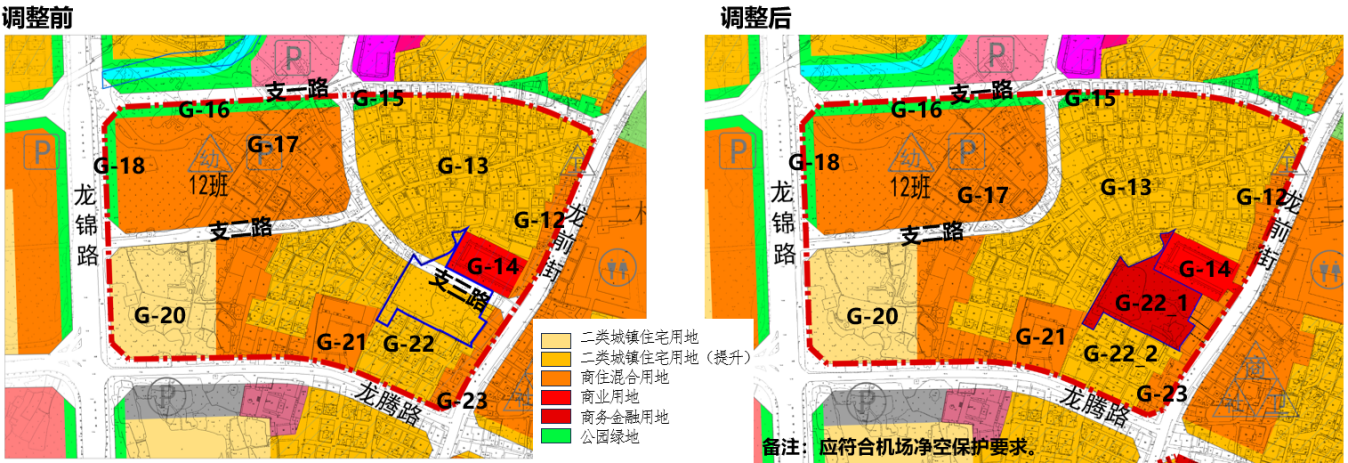 调整前
P
支一路
G-16
G-15
P
G-17
幼
P
12班
G-18
G-13
卫
龙锦路
支二路
G-12
龙前街
G-14
支三路
G-20
G-21
G-22
G-23
P
龙腾路
二类城镇住宅用地
二类城镇住宅用地（提升）
商住混合用地
商业用地
商务金融用地
公园绿地
调整后
P
支一路
G-16
G-15
P
幼
P
12班
G-17
G-18
G-13
卫
龙锦路
支二路
G-12
龙前街
G-14
G-22_1
G-20
G-21
G-22_2
G-23
P
龙腾路
备注：应符合机场净空保护要求。